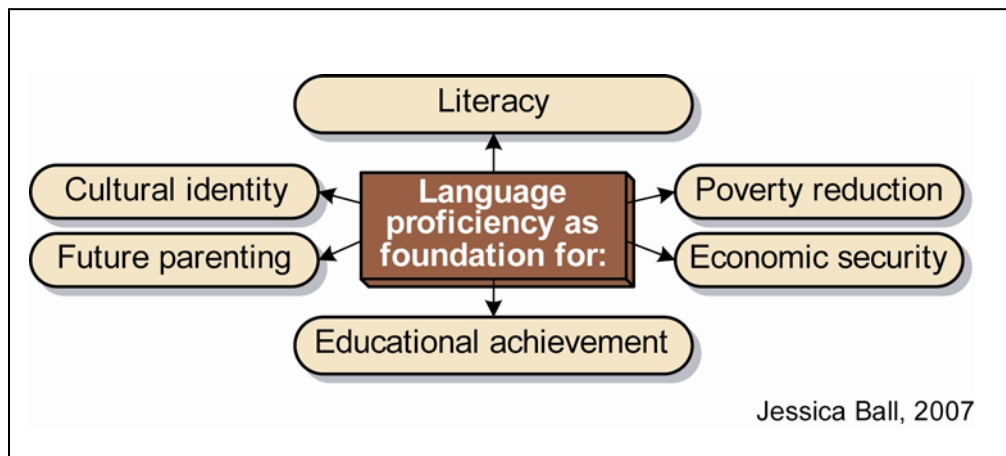 Literacy
Cultural identity
Future parenting
Language
proficiency as
foundation for:
Poverty reduction
Economic security
Educational achievement
Jessica Ball, 2007